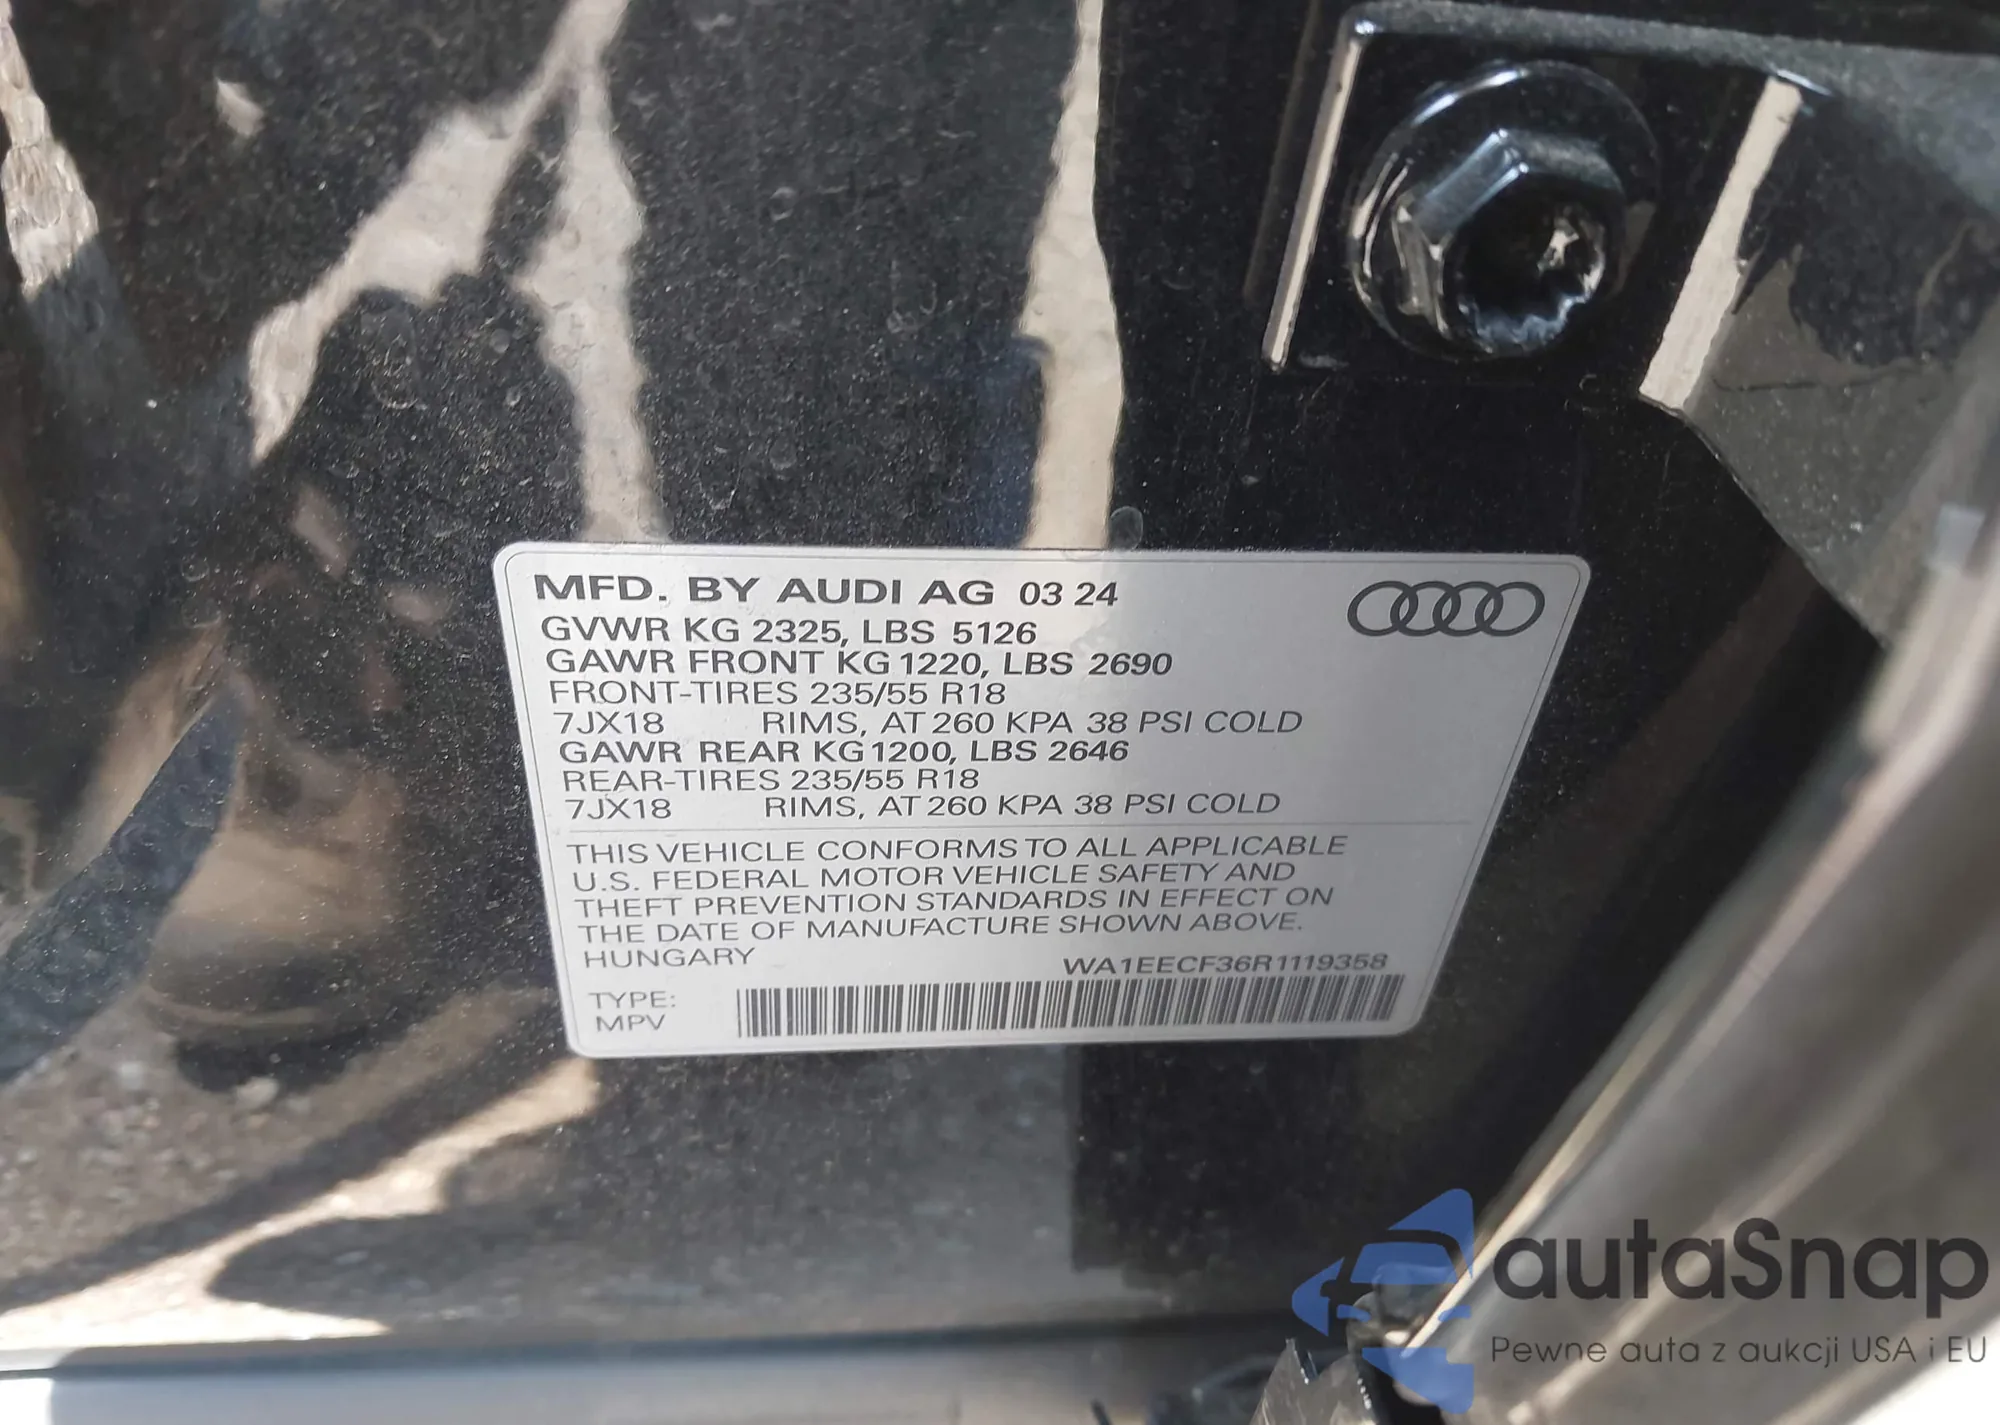 MFD. BY AUDI AG 03 24
GVWR KG 2325, LBS 5126
GAWR FRONT KG 1220, LBS 2690
FRONT-TIRES 235/55 R18
7JX18 RIMS, AT 260 KPA 38 PSI COLD
GAWR REAR KG 1200, LBS 2646
REAR-TIRES 235/55 R18
7JX18 RIMS, AT 260 KPA 38 PSI COLD
THIS VEHICLE CONFORMS TO ALL APPLICABLE
U.S. FEDERAL MOTOR VEHICLE SAFETY AND
THEFT PREVENTION STANDARDS IN EFFECT ON
THE DATE OF MANUFACTURE SHOWN ABOVE.
HUNGARY WA1EECF36R1119358
TYPE:
MPV
autaSnap
Pewne auta z aukcji USA i EU